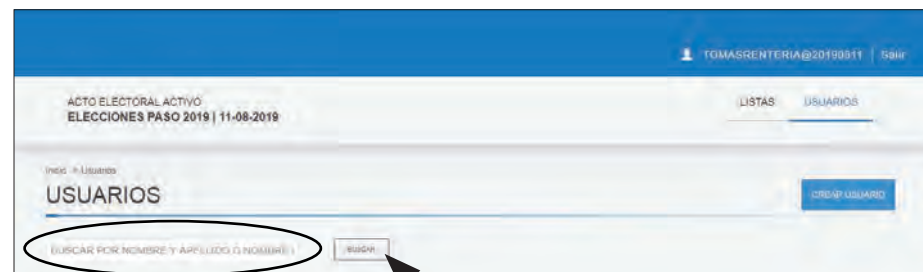 TOMASRENTERIA@20190811 | Salir
ACTO ELECTORAL ACTIVO
ELECCIONES PASO 2019 | 11-08-2019
LISTAS USUARIOS
Inicio > Usuarios
USUARIOS
CREAR USUARIO
BUSCAR POR NOMBRE Y APELLIDO O NOMBRE
BUSCAR